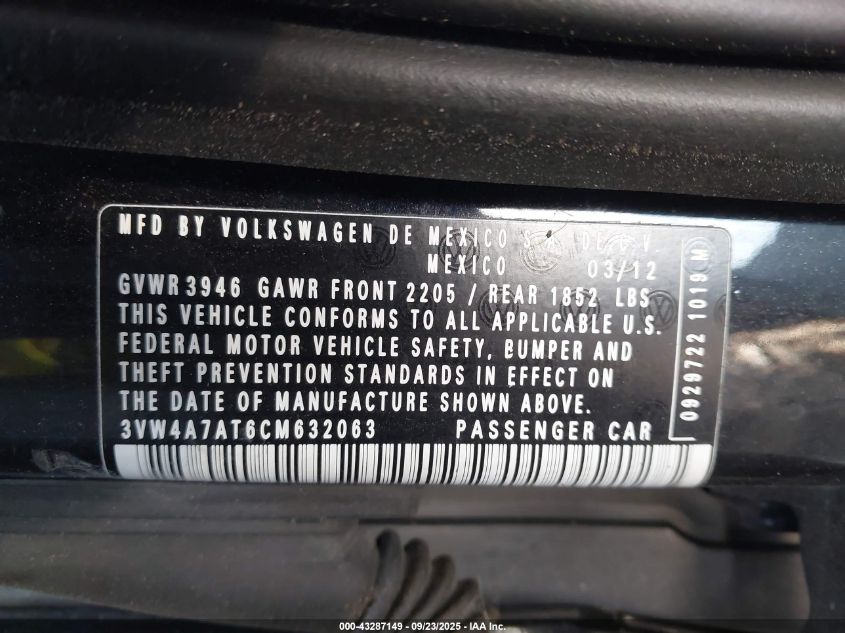 MFD BY VOLKSWAGEN DE MEXICO S.A. DE C.V.
MEXICO 03/12
GVWR 3946 GAWR FRONT 2205 / REAR 1852 LBS
THIS VEHICLE CONFORMS TO ALL APPLICABLE U.S.
FEDERAL MOTOR VEHICLE SAFETY, BUMPER AND
THEFT PREVENTION STANDARDS IN EFFECT ON
THE DATE OF MANUFACTURE SHOWN ABOVE.
3VW4A7AT6CM632063 PASSENGER CAR
0929722 1019 M
000-43287149 - 09/23/2025 - IAA Inc.